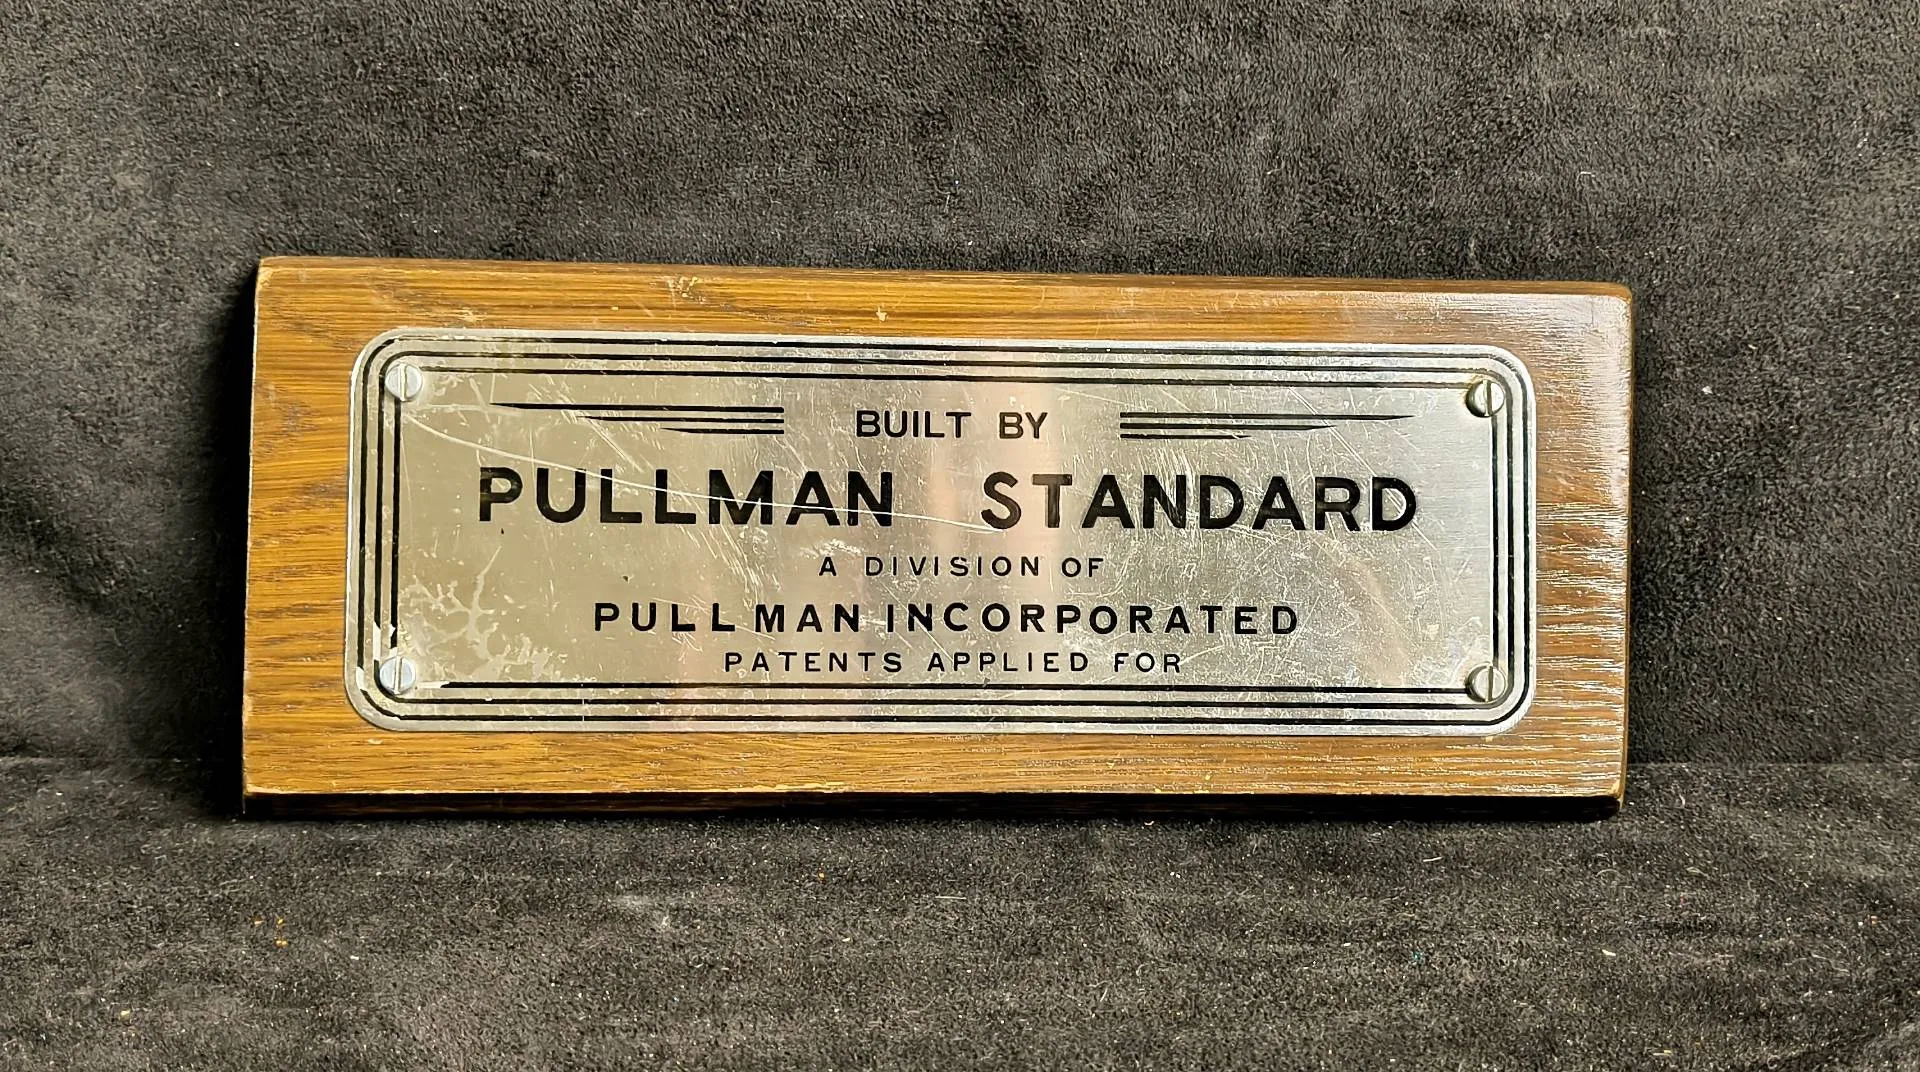 BUILT BY
PULLMAN STANDARD
A DIVISION OF
PULLMAN INCORPORATED
PATENTS APPLIED FOR